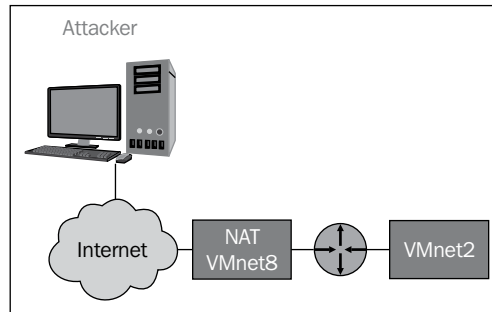 Attacker
Internet
NAT
VMnet8
VMnet2